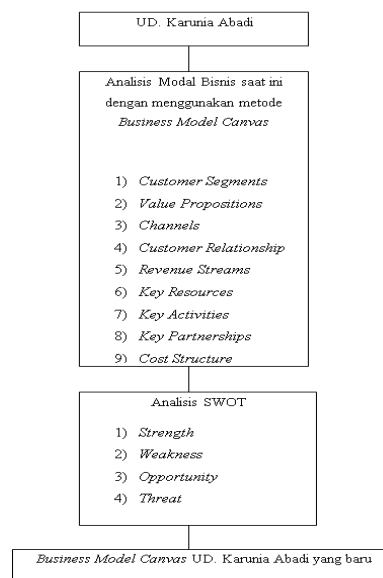 UD. Karunia Abadi
Analisis Modal Bisnis saat ini
dengan menggunakan metode
Business Model Canvas
1) Customer Segments
2) Value Propositions
3) Channels
4) Customer Relationship
5) Revenue Streams
6) Key Resources
7) Key Activities
8) Key Partnerships
9) Cost Structure
Analisis SWOT
1) Strength
2) Weakness
3) Opportunity
4) Threat
Business Model Canvas UD. Karunia Abadi yang baru